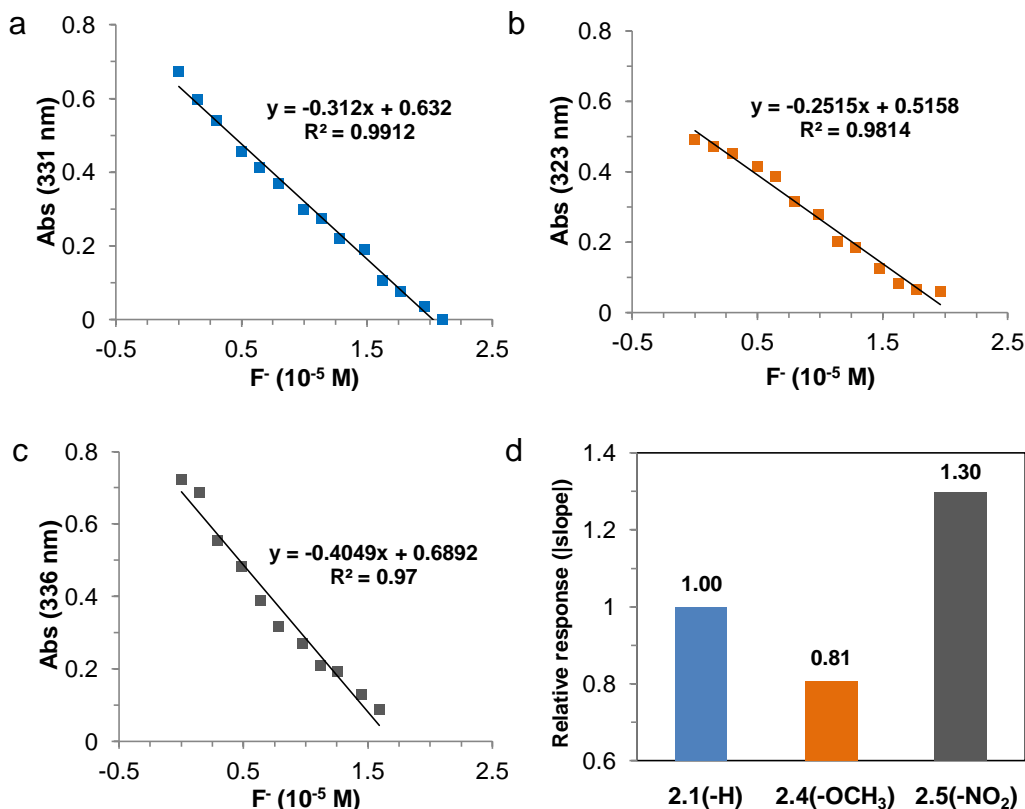 a
Abs (331 nm)
0.8
0.6
0.4
0.2
0
y = -0.312x + 0.632
R² = 0.9912
-0.5
0.5
1.5
2.5
F⁻ (10⁻⁵ M)
b
Abs (323 nm)
0.8
0.6
0.4
0.2
0
y = -0.2515x + 0.5158
R² = 0.9814
-0.5
0.5
1.5
2.5
F⁻ (10⁻⁵ M)
c
Abs (336 nm)
0.8
0.6
0.4
0.2
0
y = -0.4049x + 0.6892
R² = 0.97
-0.5
0.5
1.5
2.5
F⁻ (10⁻⁵ M)
d
Relative response (|slope|)
1.4
1.2
1
0.8
0.6
1.00
0.81
1.30
2.1(-H)
2.4(-OCH₃)
2.5(-NO₂)